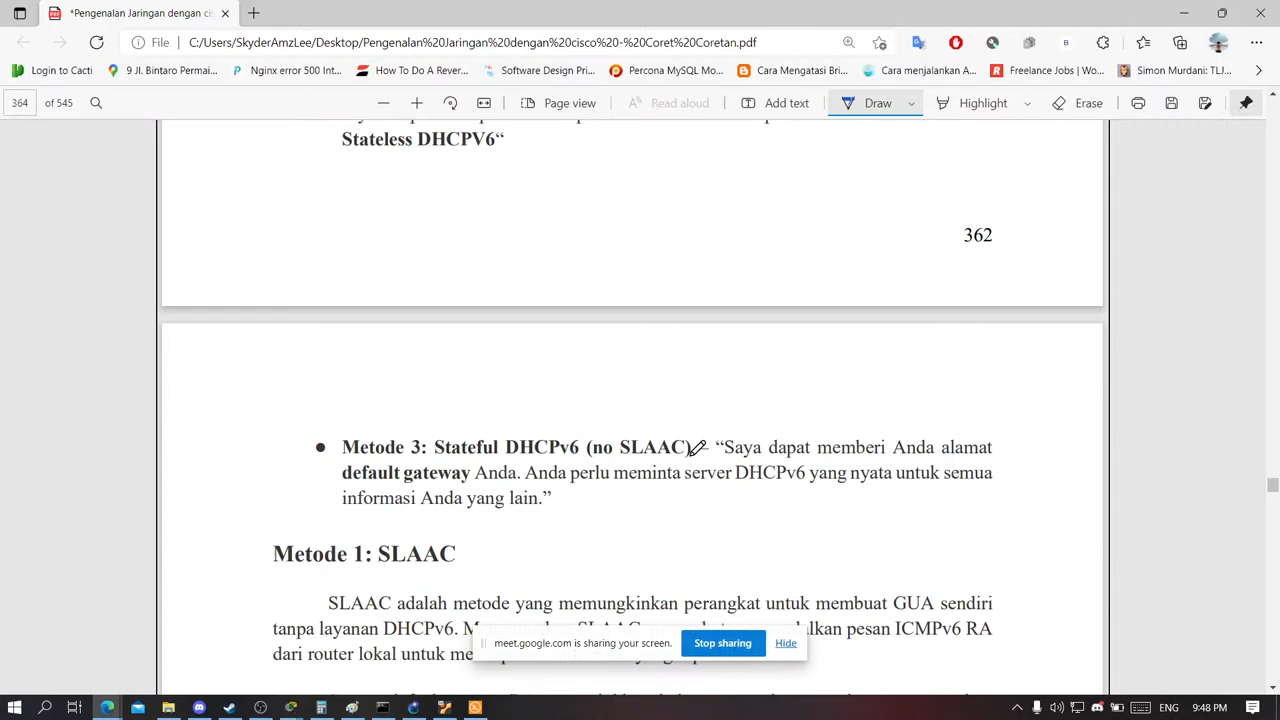 *Pengenalan Jaringan dengan cis
File
C:/Users/SkyderAmzLee/Desktop/Pengenalan%20Jaringan%20dengan%20cisco%20-%20Coret%20Coretan.pdf
Login to Cacti
9 Jl. Bintaro Permai...
Nginx error 500 Int...
How To Do A Rever...
Software Design Pri...
Percona MySQL Mo...
Cara Mengatasi Bri...
Cara menjalankan A...
Freelance Jobs | Wo...
Simon Murdani: TLJ...
364 of 545
Page view
Read aloud
Add text
Draw
Highlight
Erase
Stateless DHCPV6“
362
● Metode 3: Stateful DHCPv6 (no SLAAC) – “Saya dapat memberi Anda alamat
default gateway Anda. Anda perlu meminta server DHCPv6 yang nyata untuk semua
informasi Anda yang lain.”
Metode 1: SLAAC
SLAAC adalah metode yang memungkinkan perangkat untuk membuat GUA sendiri
tanpa layanan DHCPv6. SLAAC, pesan ICMPv6 RA
dari router lokal untuk
meet.google.com is sharing your screen.
Stop sharing
Hide
ENG
9:48 PM